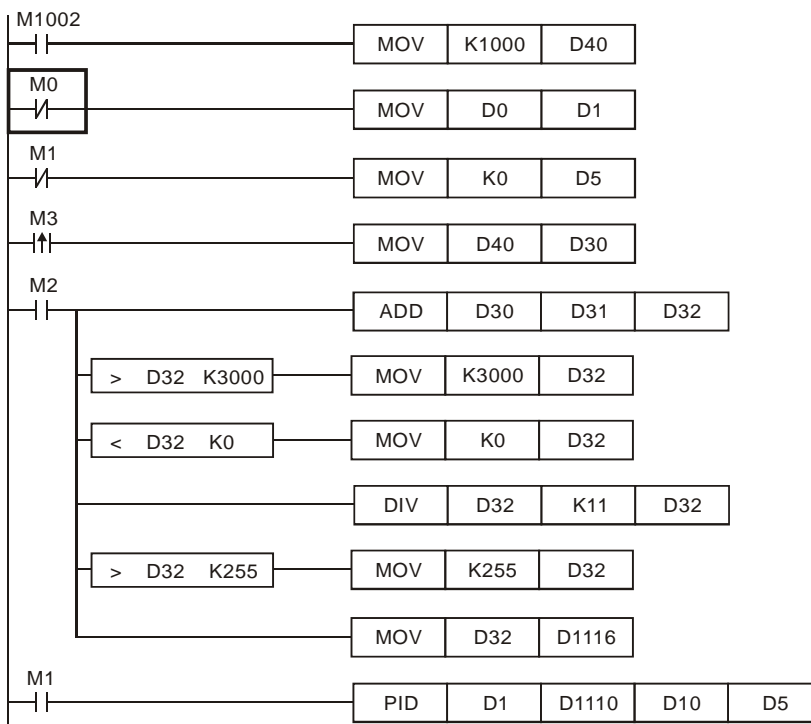 M1002
MOV K1000 D40
M0
MOV D0 D1
M1
MOV K0 D5
M3
MOV D40 D30
M2
ADD D30 D31 D32
> D32 K3000 MOV K3000 D32
< D32 K0 MOV K0 D32
DIV D32 K11 D32
> D32 K255 MOV K255 D32
MOV D32 D1116
M1
PID D1 D1110 D10 D5